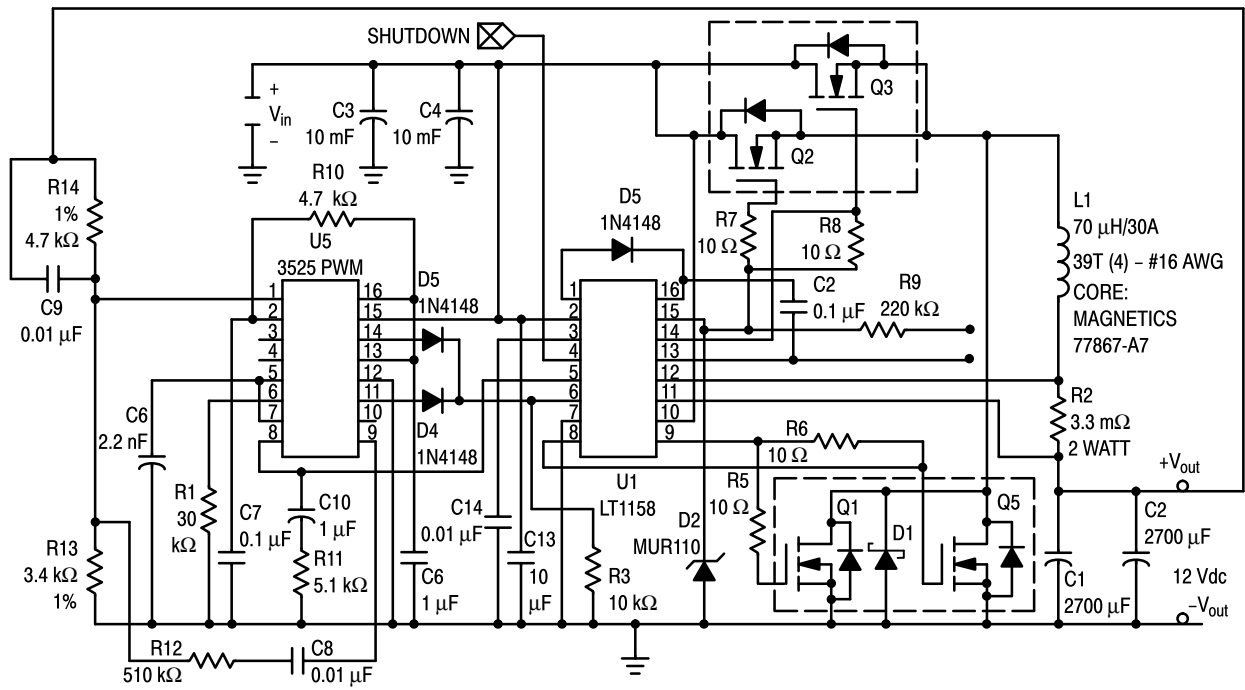 SHUTDOWN
+
Vin
–
C3
10 mF
C4
10 mF
Q3
Q2
R14
1%
4.7 kΩ
C9
0.01 µF
R10
4.7 kΩ
U5
3525 PWM
1
2
3
4
5
6
7
8
16
15
14
13
12
11
10
9
D5
1N4148
D4
1N4148
D5
1N4148
1
2
3
4
5
6
7
8
16
15
14
13
12
11
10
9
U1
LT1158
R7
10 Ω
R8
10 Ω
C2
0.1 µF
R9
220 kΩ
L1
70 µH/30A
39T (4) – #16 AWG
CORE:
MAGNETICS
77867-A7
R2
3.3 mΩ
2 WATT
+Vout
C6
2.2 nF
R1
30
kΩ
C7
0.1 µF
C10
1 µF
R11
5.1 kΩ
C6
1 µF
C14
0.01 µF
C13
10
µF
R3
10 kΩ
D2
MUR110
R5
10 Ω
R6
10 Ω
Q1
D1
Q5
C1
2700 µF
C2
2700 µF
12 Vdc
–Vout
R13
3.4 kΩ
1%
R12
510 kΩ
C8
0.01 µF